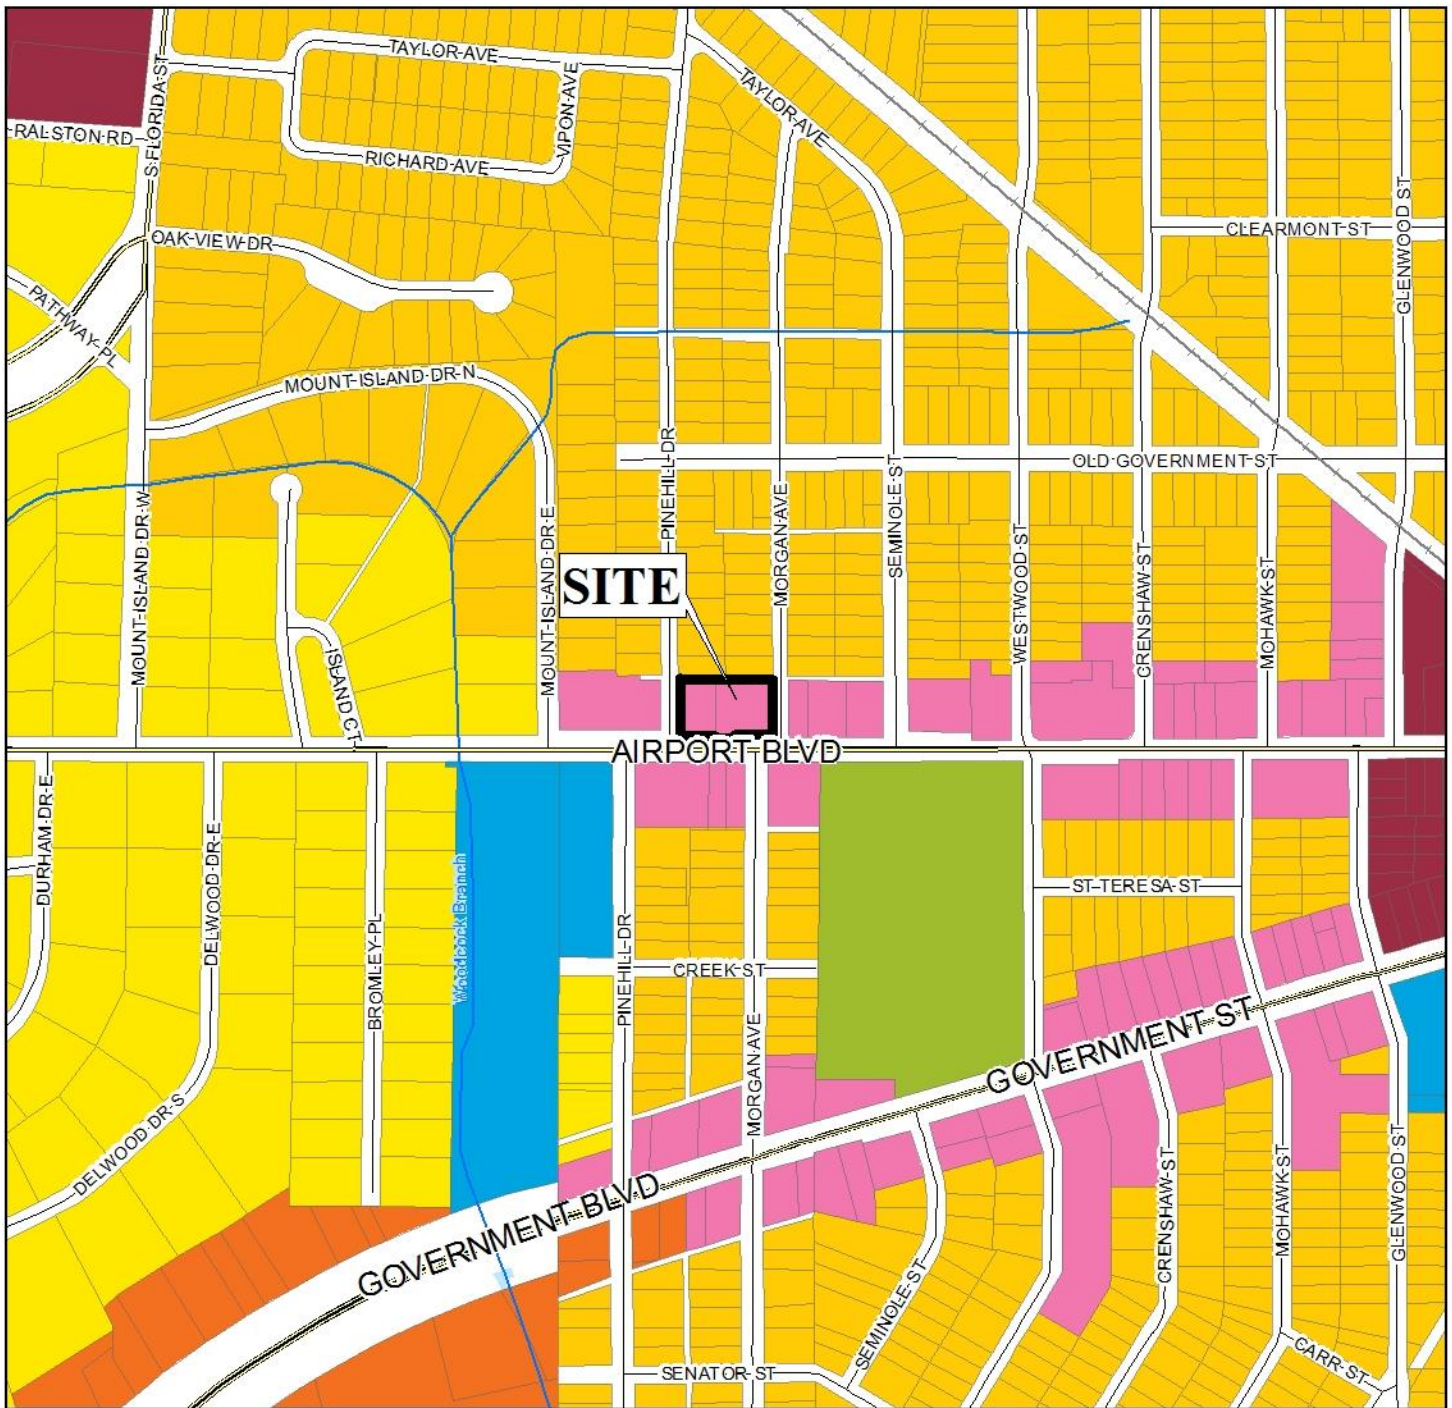 TAYLOR AVE
TAYLOR AVE
VIPON AVE
S FLORIDA ST
RALSTON RD
RICHARD AVE
GLENWOOD ST
CLEARMONT ST
OAK VIEW DR
PATHWAY PL
MOUNT ISLAND DR N
PINEHILL DR
OLD GOVERNMENT ST
MOUNT ISLAND DR W
MOUNT ISLAND DR E
MORGAN AVE
SEMINOLE ST
WESTWOOD ST
CRENSHAW ST
MOHAWK ST
SITE
ISLAND CT
AIRPORT BLVD
DURHAM DR E
DELWOOD DR E
BROMLEY PL
Woodcock Branch
ST TERESA ST
PINEHILL DR
CREEK ST
MORGAN AVE
GOVERNMENT ST
DELWOOD DR S
GOVERNMENT BLVD
SEMINOLE ST
CRENSHAW ST
MOHAWK ST
GLENWOOD ST
SENATOR ST
CARR ST